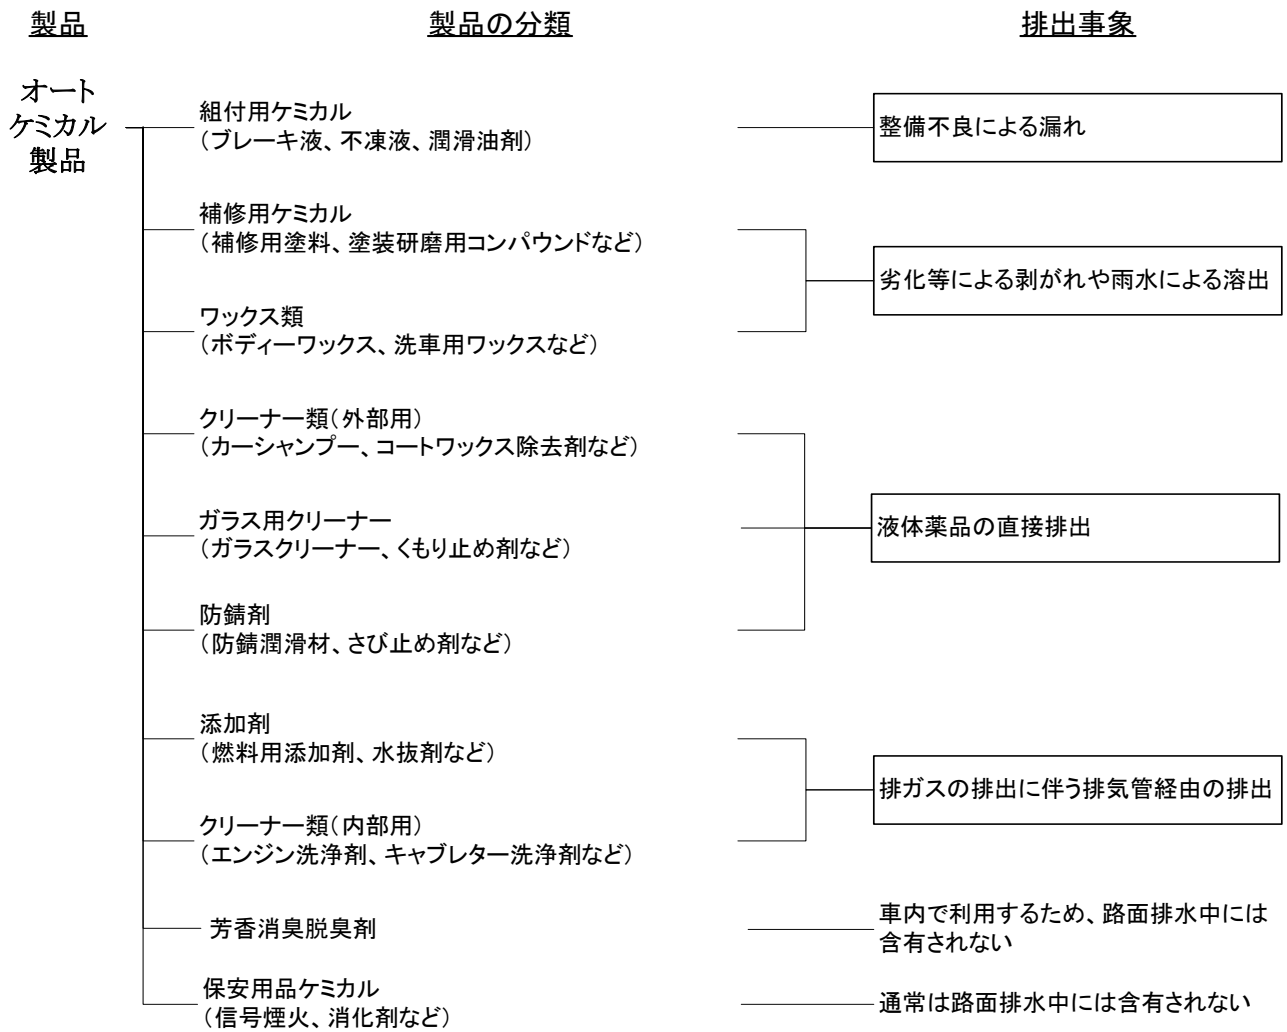 製品
製品の分類
排出事象
オート
ケミカル
製品
組付用ケミカル
（ブレーキ液、不凍液、潤滑油剤）
整備不良による漏れ
補修用ケミカル
（補修用塗料、塗装研磨用コンパウンドなど）
ワックス類
（ボディーワックス、洗車用ワックスなど）
劣化等による剥がれや雨水による溶出
クリーナー類（外部用）
（カーシャンプー、コートワックス除去剤など）
ガラス用クリーナー
（ガラスクリーナー、くもり止め剤など）
防錆剤
（防錆潤滑材、さび止め剤など）
液体薬品の直接排出
添加剤
（燃料用添加剤、水抜剤など）
クリーナー類（内部用）
（エンジン洗浄剤、キャブレター洗浄剤など）
排ガスの排出に伴う排気管経由の排出
芳香消臭脱臭剤
車内で利用するため、路面排水中には
含有されない
保安用品ケミカル
（信号煙火、消化剤など）
通常は路面排水中には含有されない